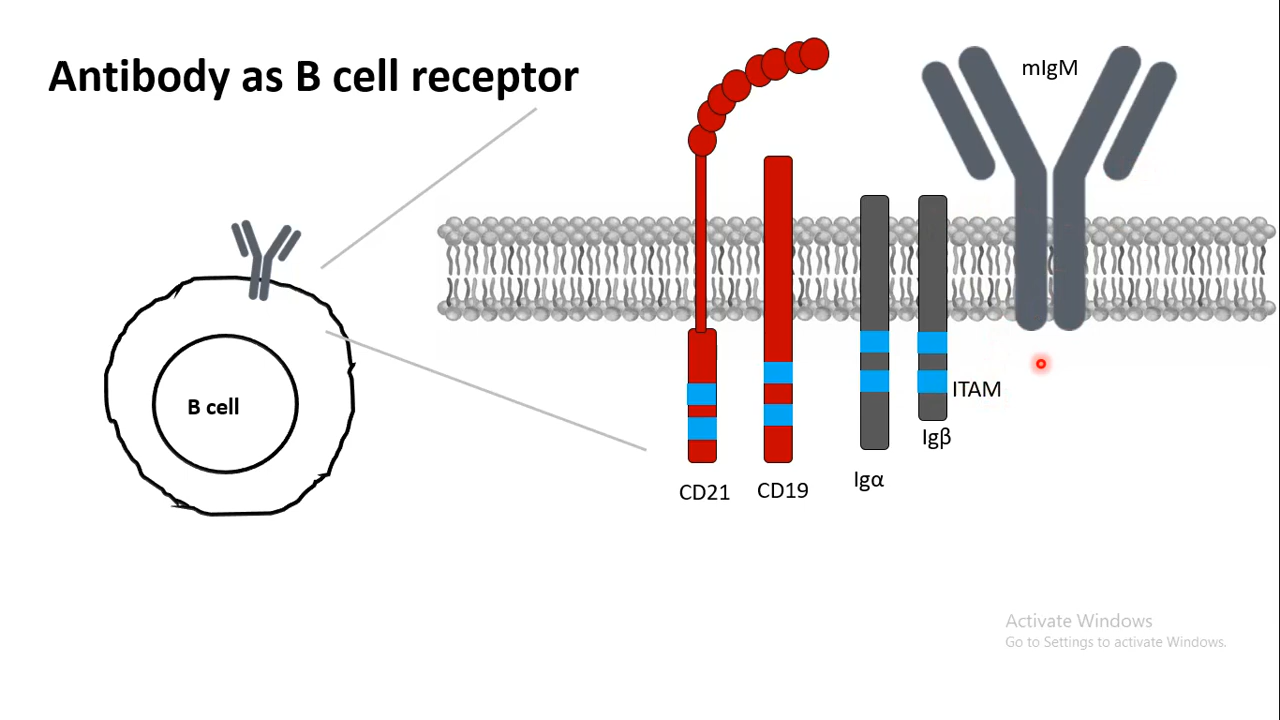 Antibody as B cell receptor
mIgM
B cell
ITAM
Igβ
Igα
CD21
CD19
Activate Windows
Go to Settings to activate Windows.